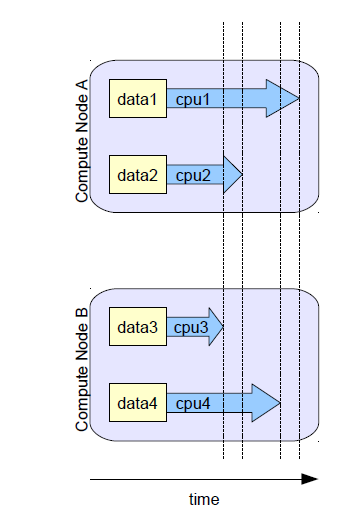 Compute Node A
data1 cpu1
data2 cpu2
Compute Node B
data3 cpu3
data4 cpu4
time